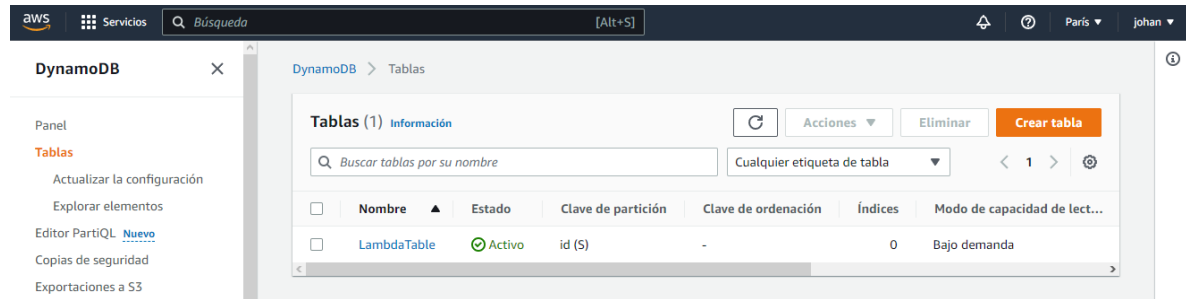 aws Servicios Búsqueda [Alt+S] París johan
DynamoDB
Panel
Tablas
Actualizar la configuración
Explorar elementos
Editor PartiQL Nuevo
Copias de seguridad
Exportaciones a S3
DynamoDB > Tablas
Tablas (1) Información Acciones Eliminar Crear tabla
Buscar tablas por su nombre Cualquier etiqueta de tabla < 1 >
Nombre Estado Clave de partición Clave de ordenación Índices Modo de capacidad de lect...
LambdaTable Activo id (S) - 0 Bajo demanda